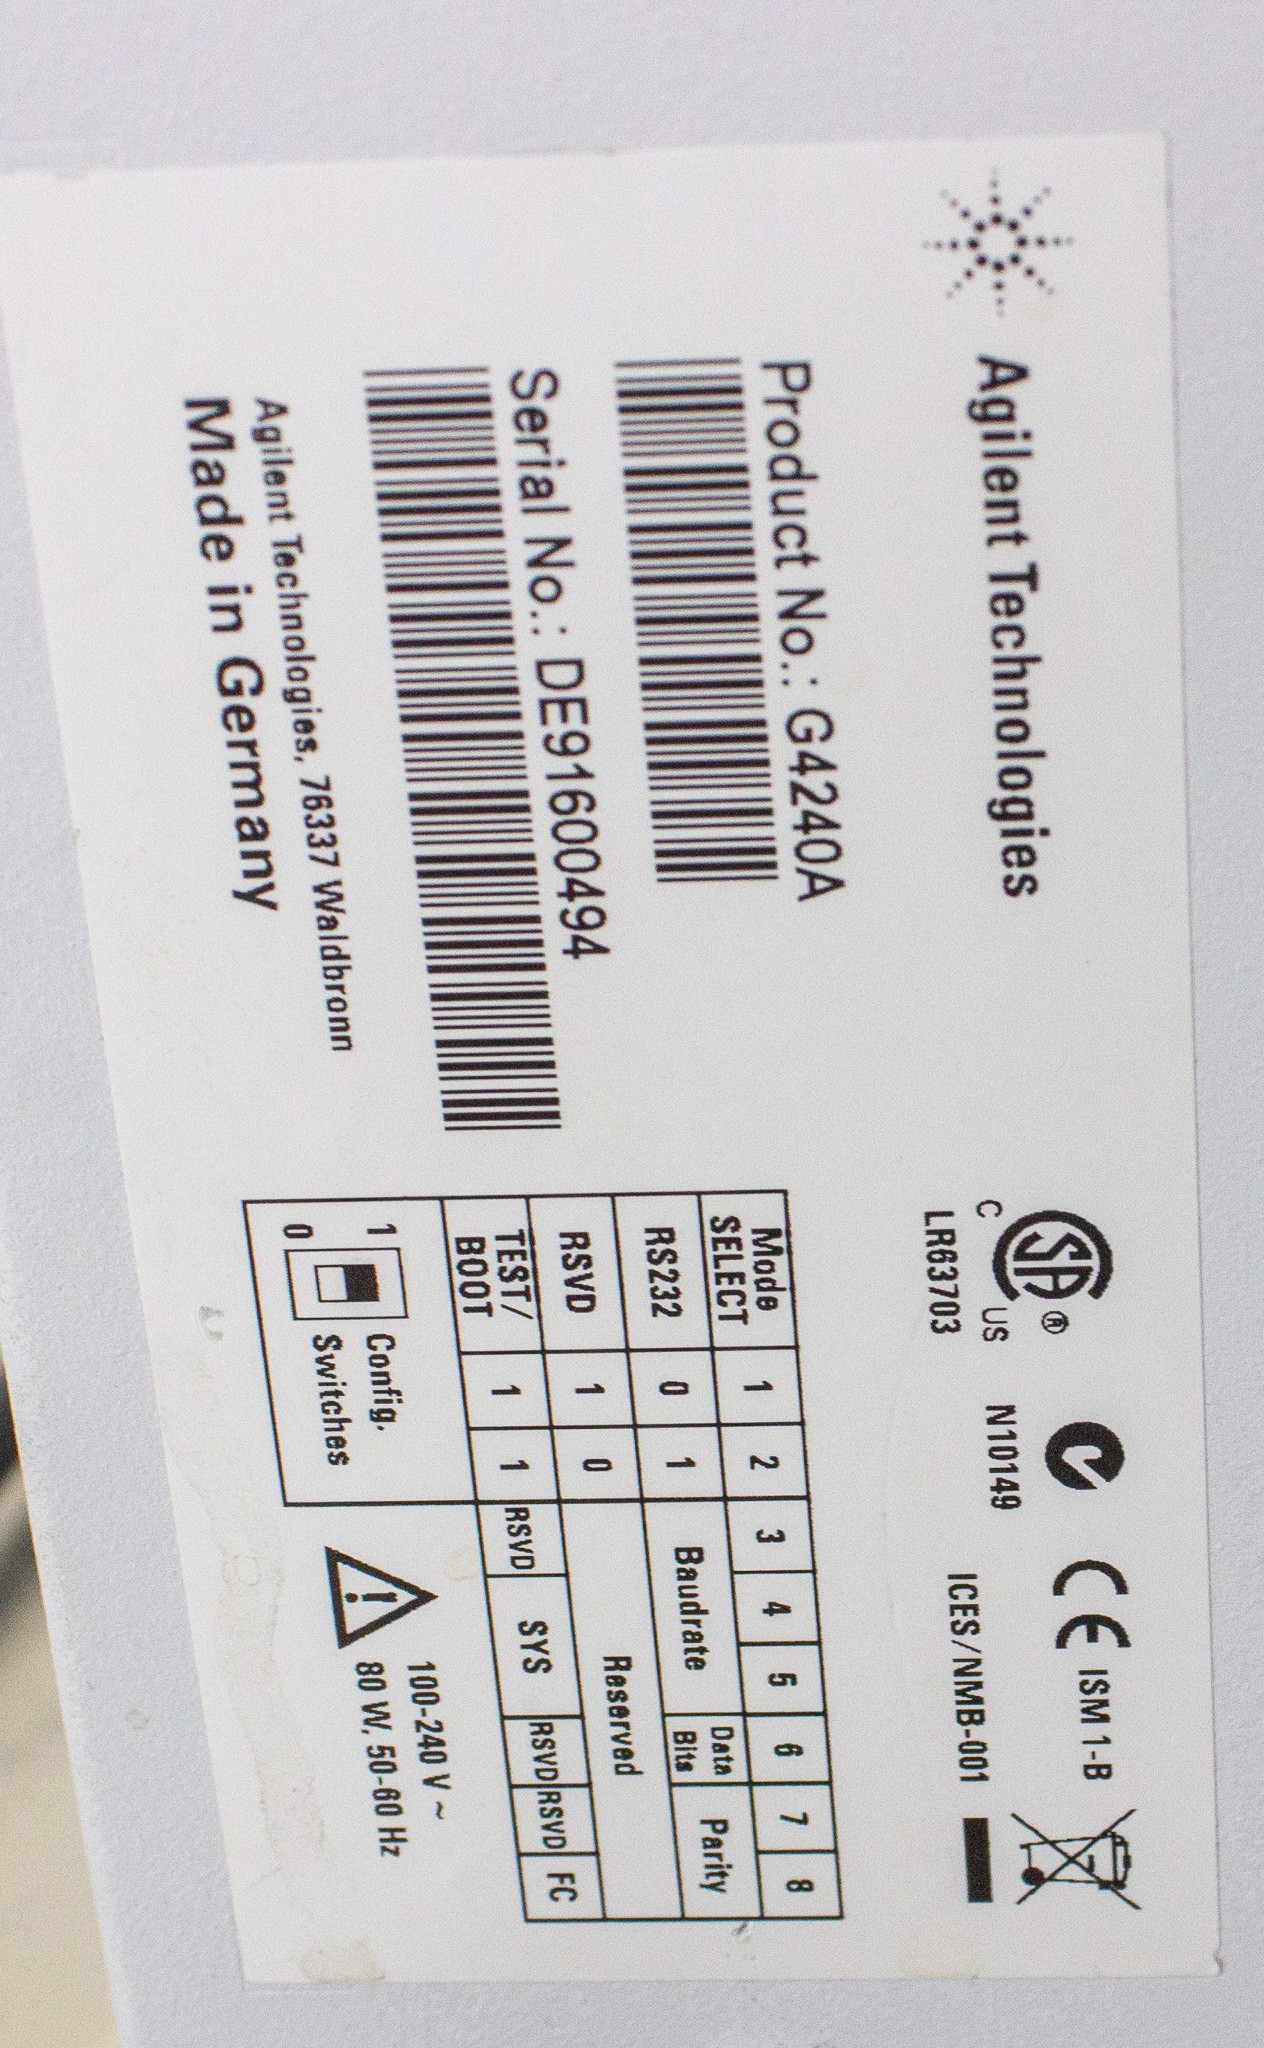 Agilent Technologies
Product No.: G4240A
Serial No.: DE91600494
Agilent Technologies, 76337 Waldbronn
Made in Germany
SA ®
C US
LR63703
N10149
CE ISM 1-B
ICES/NMB-001
Mode SELECT 1 2 3 4 5 6 7 8
RS232 0 1 Baudrate Data Bits Parity
RSVD 1 0 Reserved
TEST/ BOOT 1 1 RSVD SYS RSVD RSVD FC
1 Config.
0 Switches
100-240 V ~
80 W, 50-60 Hz